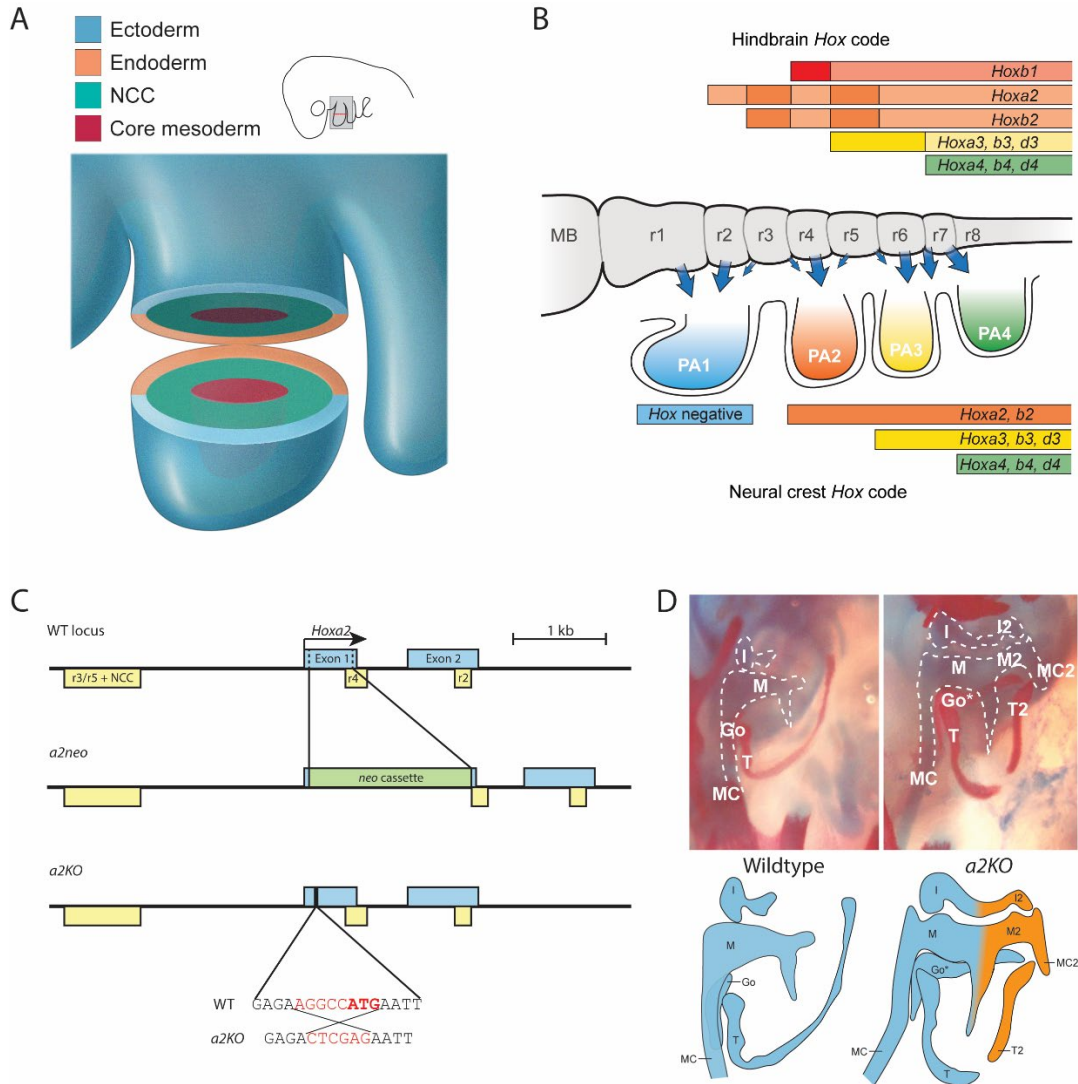 A
Ectoderm
Endoderm
NCC
Core mesoderm
B
Hindbrain Hox code
Hoxb1
Hoxa2
Hoxb2
Hoxa3, b3, d3
Hoxa4, b4, d4
MB r1 r2 r3 r4 r5 r6 r7 r8
PA1 PA2 PA3 PA4
Hox negative
Hoxa2, b2
Hoxa3, b3, d3
Hoxa4, b4, d4
Neural crest Hox code
C
WT locus
Hoxa2
1 kb
Exon 1 Exon 2
r3/r5 + NCC r4 r2
a2neo
neo cassette
a2KO
WT GAGAAGGCCATGAATT
a2KO GAGACTCGAGAATT
D
I
M
Go
T
MC
I I2
M M2
MC2
Go* T2
T
MC
Wildtype a2KO
I
M
Go
T
MC
I I2
M M2
MC2
Go*
MC
T2
T